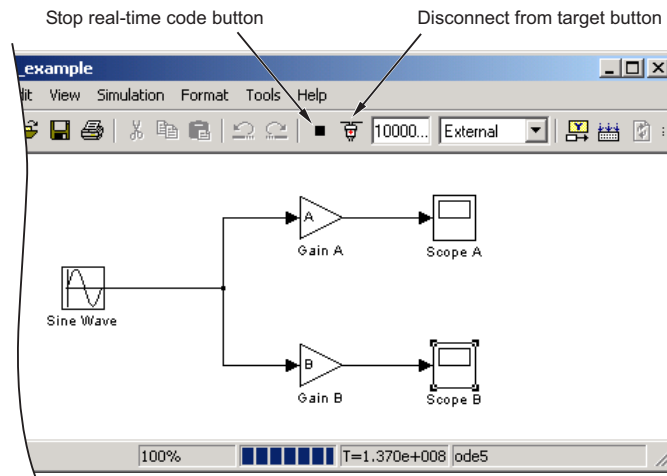 Stop real-time code button
Disconnect from target button
_example
View Simulation Format Tools Help
10000... External
Y
A
Gain A
Scope A
Sine Wave
B
Gain B
Scope B
100% T=1.370e+008 ode5